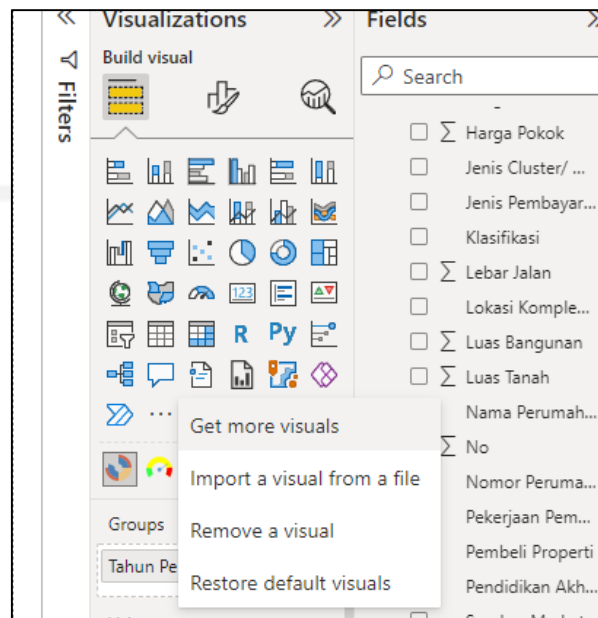 Visualizations
Build visual
Filters
123
R
Py
Get more visuals
Import a visual from a file
Remove a visual
Restore default visuals
Groups
Tahun Pe
Fields
Search
Σ Harga Pokok
Jenis Cluster/ ...
Jenis Pembayar...
Klasifikasi
Σ Lebar Jalan
Lokasi Komple...
Σ Luas Bangunan
Σ Luas Tanah
Nama Perumah...
Σ No
Nomor Peruma...
Pekerjaan Pem...
Pembeli Properti
Pendidikan Akh...